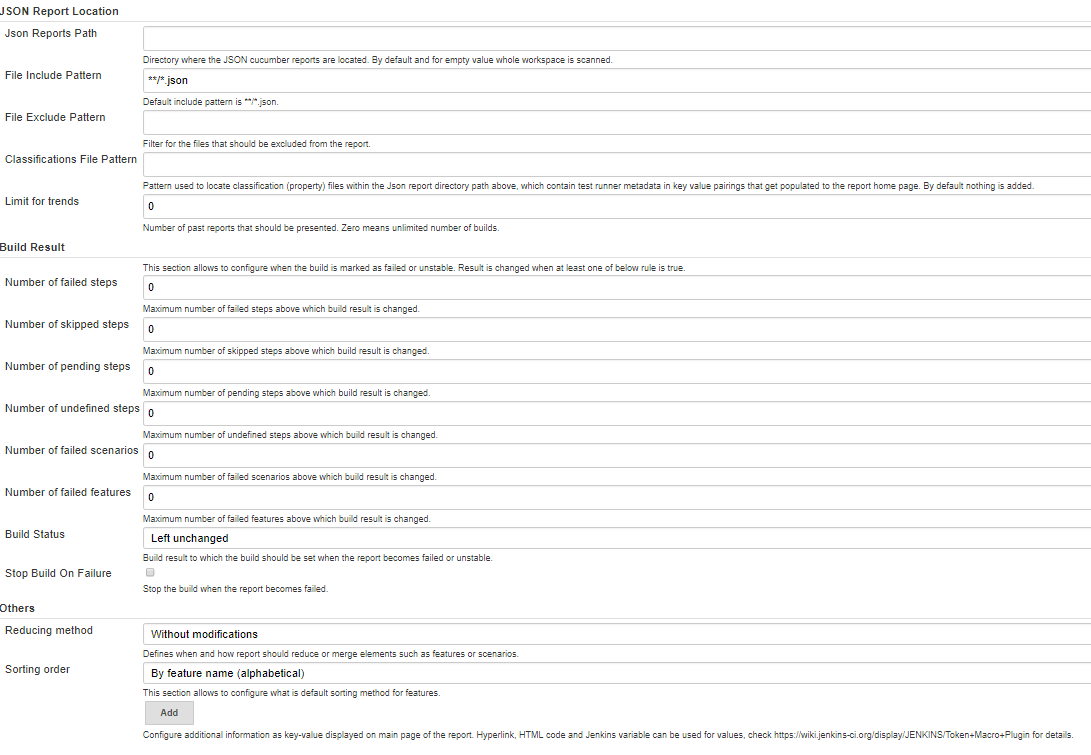 JSON Report Location
Json Reports Path
Directory where the JSON cucumber reports are located. By default and for empty value whole workspace is scanned.
File Include Pattern
**/*.json
Default include pattern is **/*.json.
File Exclude Pattern
Filter for the files that should be excluded from the report.
Classifications File Pattern
Pattern used to locate classification (property) files within the Json report directory path above, which contain test runner metadata in key value pairings that get populated to the report home page. By default nothing is added.
Limit for trends
0
Number of past reports that should be presented. Zero means unlimited number of builds.
Build Result
This section allows to configure when the build is marked as failed or unstable. Result is changed when at least one of below rule is true.
Number of failed steps
0
Maximum number of failed steps above which build result is changed.
Number of skipped steps
0
Maximum number of skipped steps above which build result is changed.
Number of pending steps
0
Maximum number of pending steps above which build result is changed.
Number of undefined steps
0
Maximum number of undefined steps above which build result is changed.
Number of failed scenarios
0
Maximum number of failed scenarios above which build result is changed.
Number of failed features
0
Maximum number of failed features above which build result is changed.
Build Status
Left unchanged
Build result to which the build should be set when the report becomes failed or unstable.
Stop Build On Failure
Stop the build when the report becomes failed.
Others
Reducing method
Without modifications
Defines when and how report should reduce or merge elements such as features or scenarios.
Sorting order
By feature name (alphabetical)
This section allows to configure what is default sorting method for features.
Add
Configure additional information as key-value displayed on main page of the report. Hyperlink, HTML code and Jenkins variable can be used for values, check https://wiki.jenkins-ci.org/display/JENKINS/Token+Macro+Plugin for details.